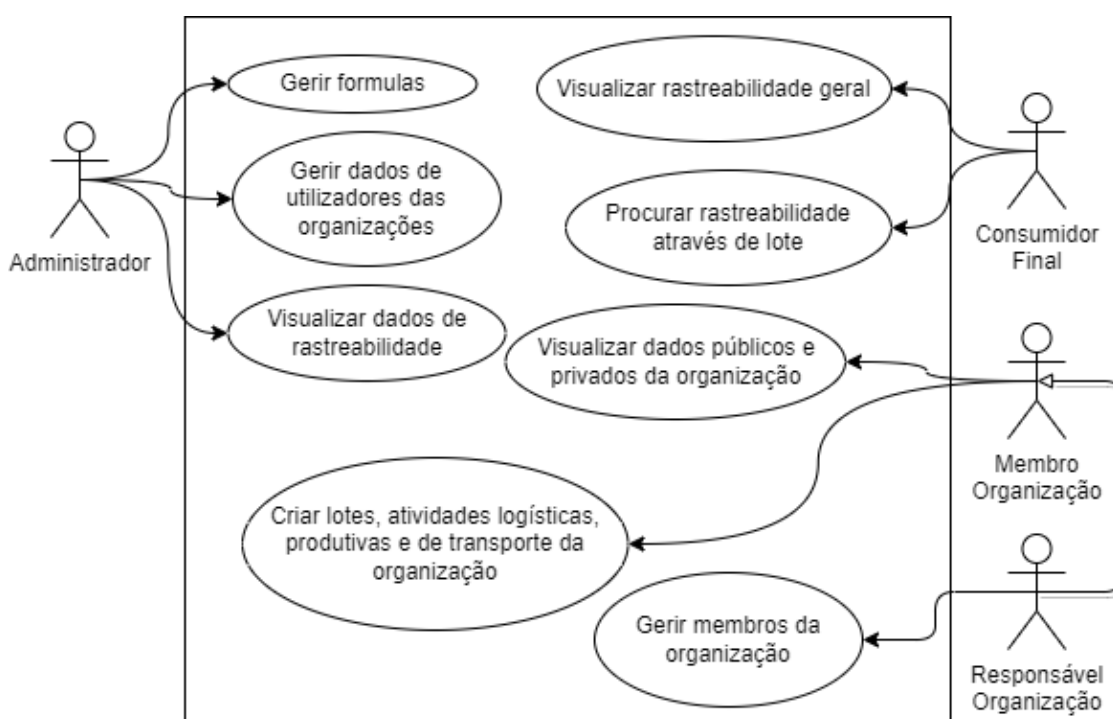 Gerir formulas
Visualizar rastreabilidade geral
Gerir dados de
utilizadores das
organizações
Procurar rastreabilidade
através de lote
Administrador
Consumidor
Final
Visualizar dados de
rastreabilidade
Visualizar dados públicos e
privados da organização
Membro
Organização
Criar lotes, atividades logísticas,
produtivas e de transporte da
organização
Gerir membros da
organização
Responsável
Organização